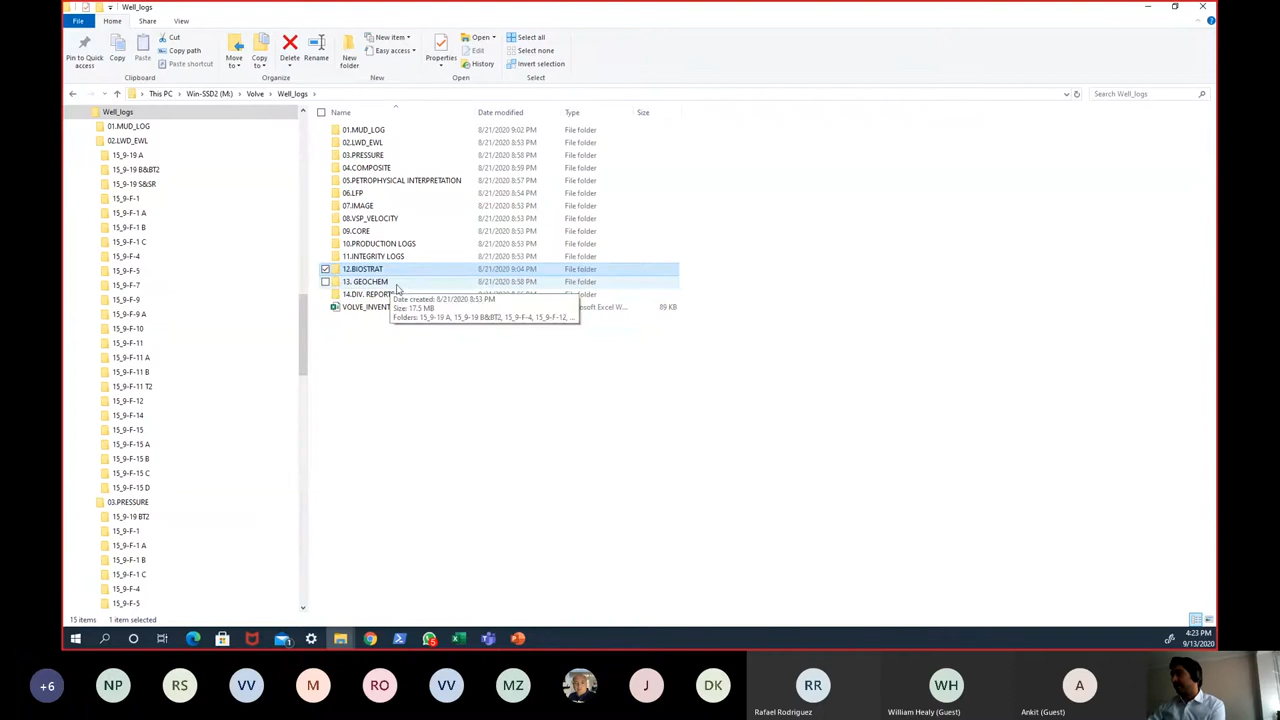 Well_logs
File
Home
Share
View
Pin to Quick access
Copy
Paste
Cut
Copy path
Paste shortcut
Clipboard
Move to
Copy to
Delete
Rename
Organize
New folder
New item
Easy access
New
Properties
Open
Edit
History
Open
Select all
Select none
Invert selection
Select
This PC > Win-SSD2 (M:) > Volve > Well_logs >
Search Well_logs
Well_logs
01.MUD_LOG
02.LWD_EWL
15_9-19 A
15_9-19 B&BT2
15_9-19 S&SR
15_9-F-1
15_9-F-1 A
15_9-F-1 B
15_9-F-1 C
15_9-F-4
15_9-F-5
15_9-F-7
15_9-F-9
15_9-F-9 A
15_9-F-10
15_9-F-11
15_9-F-11 A
15_9-F-11 B
15_9-F-11 T2
15_9-F-12
15_9-F-14
15_9-F-15
15_9-F-15 A
15_9-F-15 B
15_9-F-15 C
15_9-F-15 D
03.PRESSURE
15_9-19 BT2
15_9-F-1
15_9-F-1 A
15_9-F-1 B
15_9-F-1 C
15_9-F-4
15_9-F-5
Name Date modified Type Size
01.MUD_LOG 8/21/2020 9:02 PM File folder
02.LWD_EWL 8/21/2020 8:53 PM File folder
03.PRESSURE 8/21/2020 8:58 PM File folder
04.COMPOSITE 8/21/2020 8:59 PM File folder
05.PETROPHYSICAL INTERPRETATION 8/21/2020 8:57 PM File folder
06.LFP 8/21/2020 8:54 PM File folder
07.IMAGE 8/21/2020 8:53 PM File folder
08.VSP_VELOCITY 8/21/2020 8:53 PM File folder
09.CORE 8/21/2020 8:53 PM File folder
10.PRODUCTION LOGS 8/21/2020 8:53 PM File folder
11.INTEGRITY LOGS 8/21/2020 8:53 PM File folder
12.BIOSTRAT 8/21/2020 9:04 PM File folder
13. GEOCHEM 8/21/2020 8:58 PM File folder
14.DIV. REPORTS File folder
VOLVE_INVENT osoft Excel W... 89 KB
Date created: 8/21/2020 8:53 PM
Size: 17.5 MB
Folders: 15_9-19 A, 15_9-19 B&BT2, 15_9-F-4, 15_9-F-12, ...
15 items 1 item selected
4:23 PM
9/13/2020
+6
NP
RS
VV
M
RO
VV
MZ
J
DK
RR
WH
A
Rafael Rodriguez
William Healy (Guest)
Ankit (Guest)